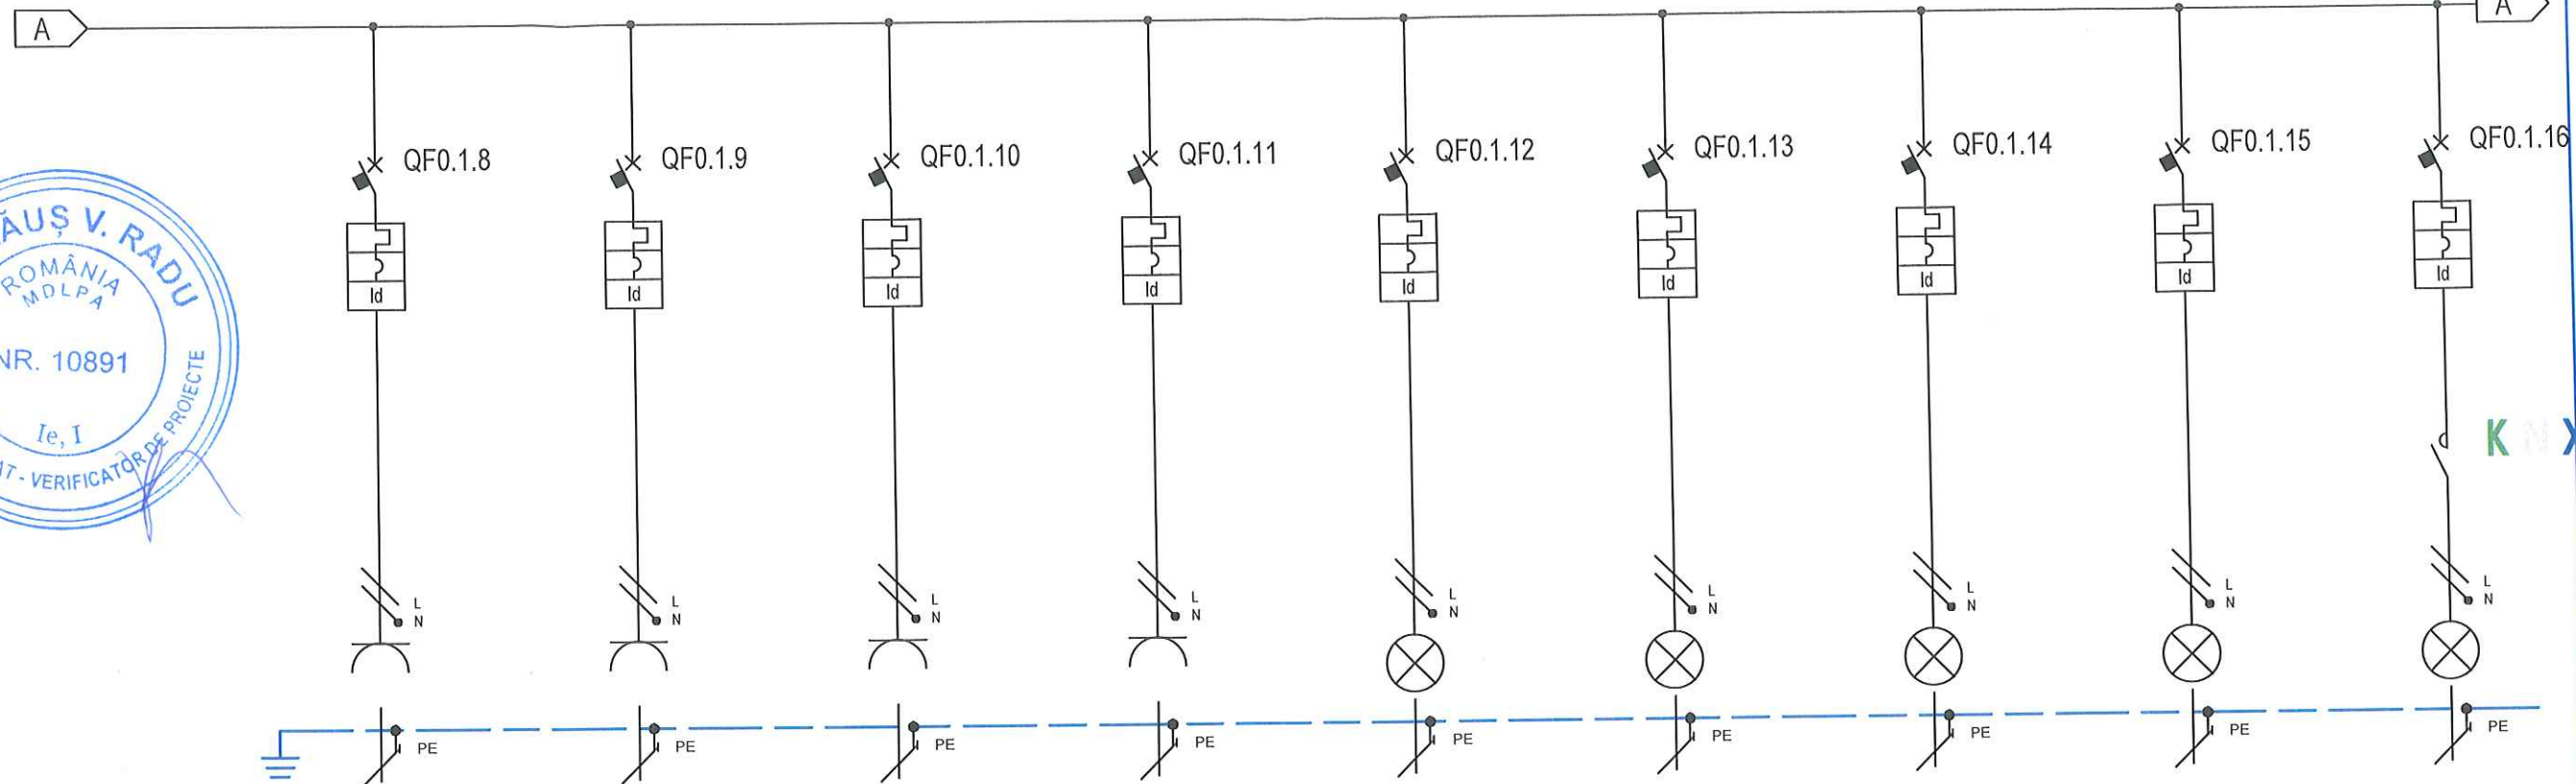 A
A
QF0.1.8
QF0.1.9
QF0.1.10
QF0.1.11
QF0.1.12
QF0.1.13
QF0.1.14
QF0.1.15
QF0.1.16
Id
Id
Id
Id
Id
Id
Id
Id
Id
ĂUȘ V. RADU
ROMÂNIA
MDLPA
NR. 10891
Ie, I
AT - VERIFICATOR DE PROIECTE
KNX
L
N
L
N
L
N
L
N
L
N
L
N
L
N
L
N
L
N
PE
PE
PE
PE
PE
PE
PE
PE
PE